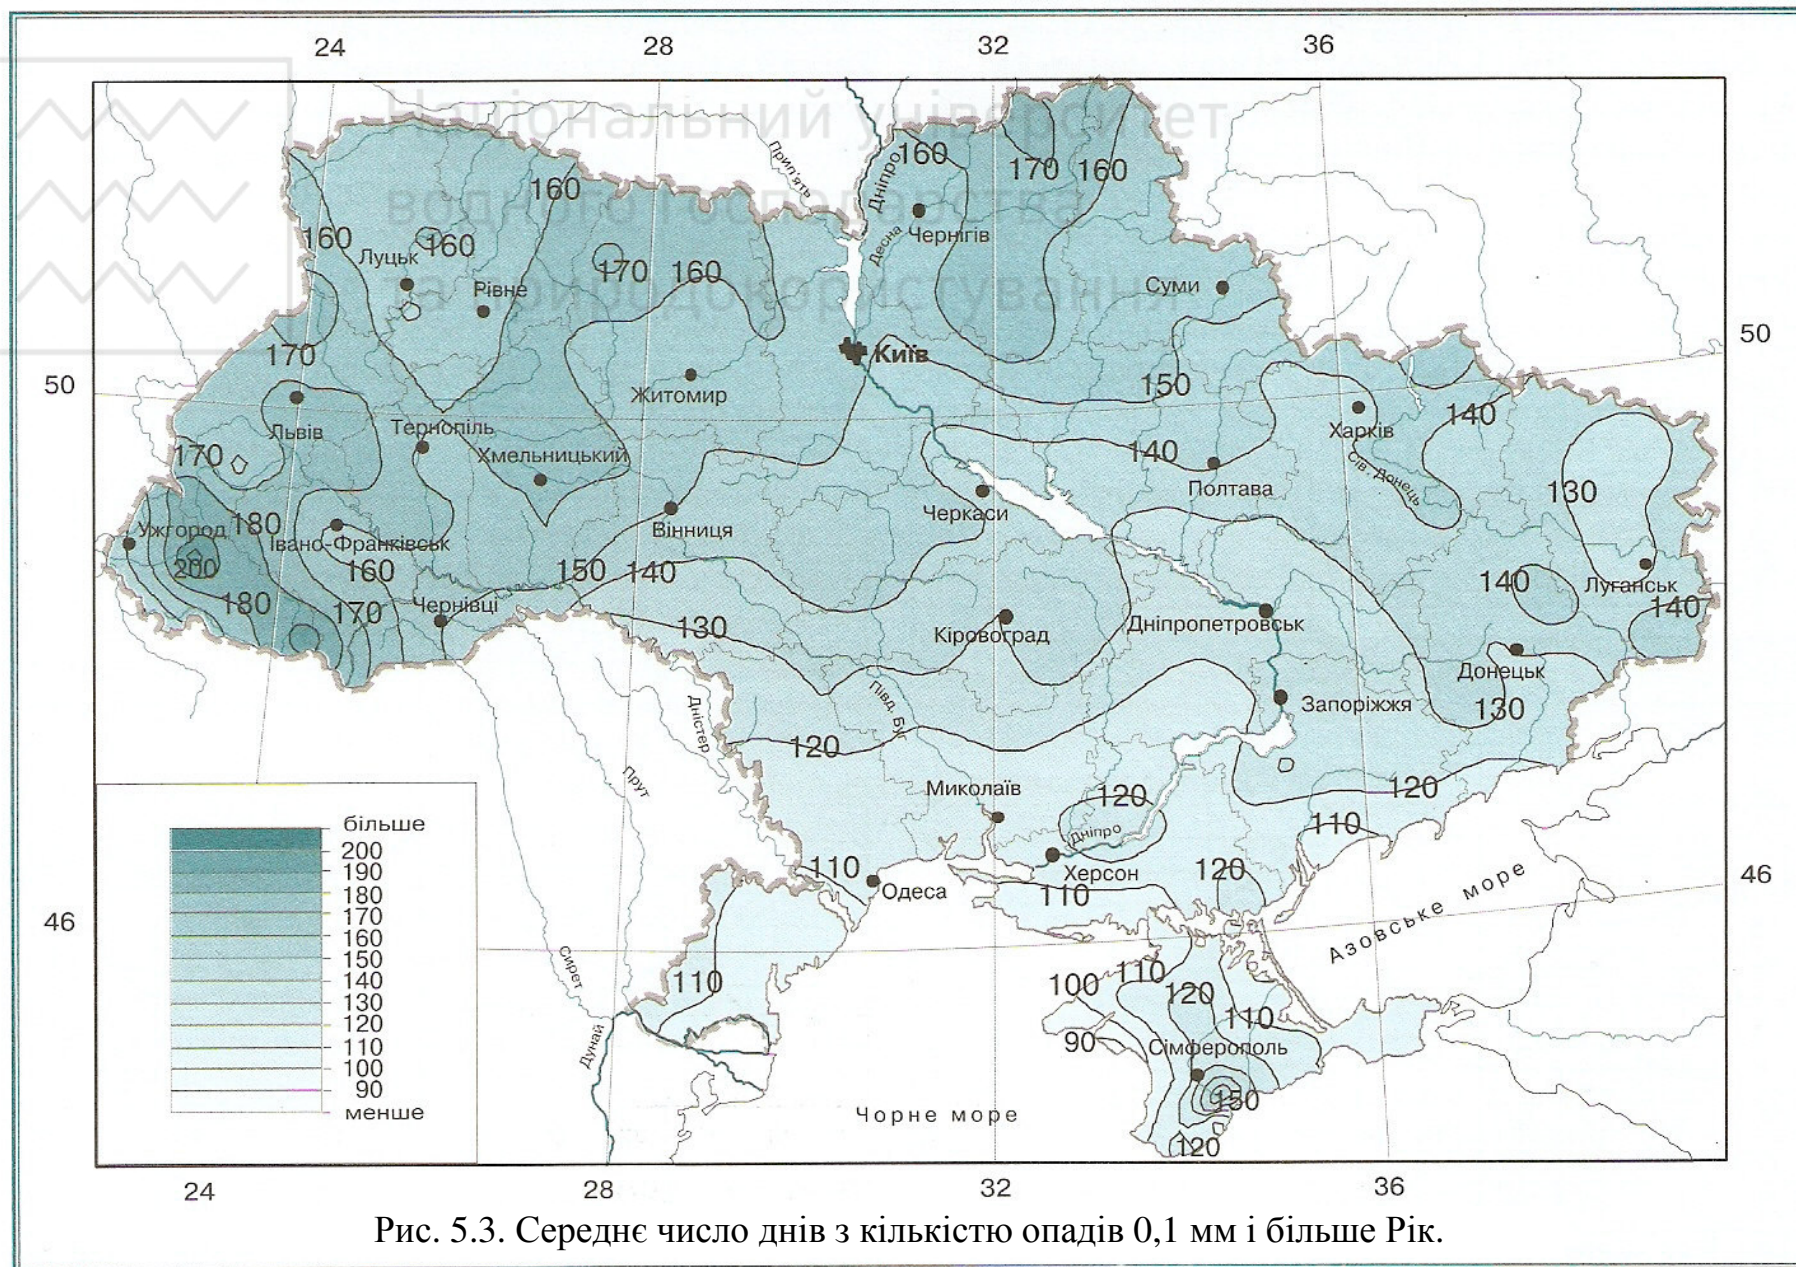 24 28 32 36
Національний університет
водного господарства
та природокористування
Прип'ять
Дніпро
160
170 160
160
Чернігів
Десна
160
Луцьк
160
170
160
Рівне
Суми
50
170
Київ
150
50
Житомир
140
Львів
Тернопіль
Харків
170
Хмельницький
140
Сів. Донець
Полтава
130
Ужгород
180
Івано-Франківськ
Вінниця
Черкаси
200
160
150
140
140
Луганськ
180
170
Чернівці
140
130
Кіровоград
Дніпропетровськ
Донецьк
Півд. Буг
Запоріжжя
130
Дністер
120
Прут
Миколаїв
120
120
110
більше
200
190
180
170
160
150
140
130
120
110
100
90
менше
Дніпро
110
Одеса
Херсон
120
110
46
46
Азовське море
Сирет
110
100
110
120
110
90
Сімферополь
Дунай
150
120
Чорне море
24 28 32 36
Рис. 5.3. Середнє число днів з кількістю опадів 0,1 мм і більше Рік.